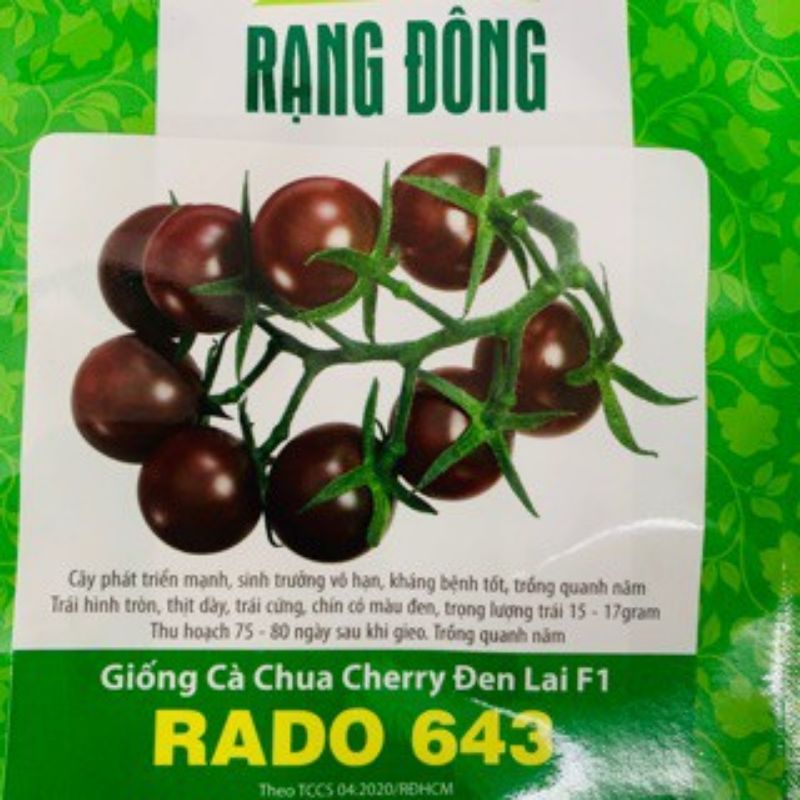 RẠNG ĐÔNG
Cây phát triển mạnh, sinh trưởng vô hạn, kháng bệnh tốt, trồng quanh năm
Trái hình tròn, thịt dày, trái cứng, chín có màu đen, trọng lượng trái 15 - 17gram
Thu hoạch 75 - 80 ngày sau khi gieo. Trồng quanh năm
Giống Cà Chua Cherry Đen Lai F1
RADO 643
Theo TCCS 04:2020/RĐHCM